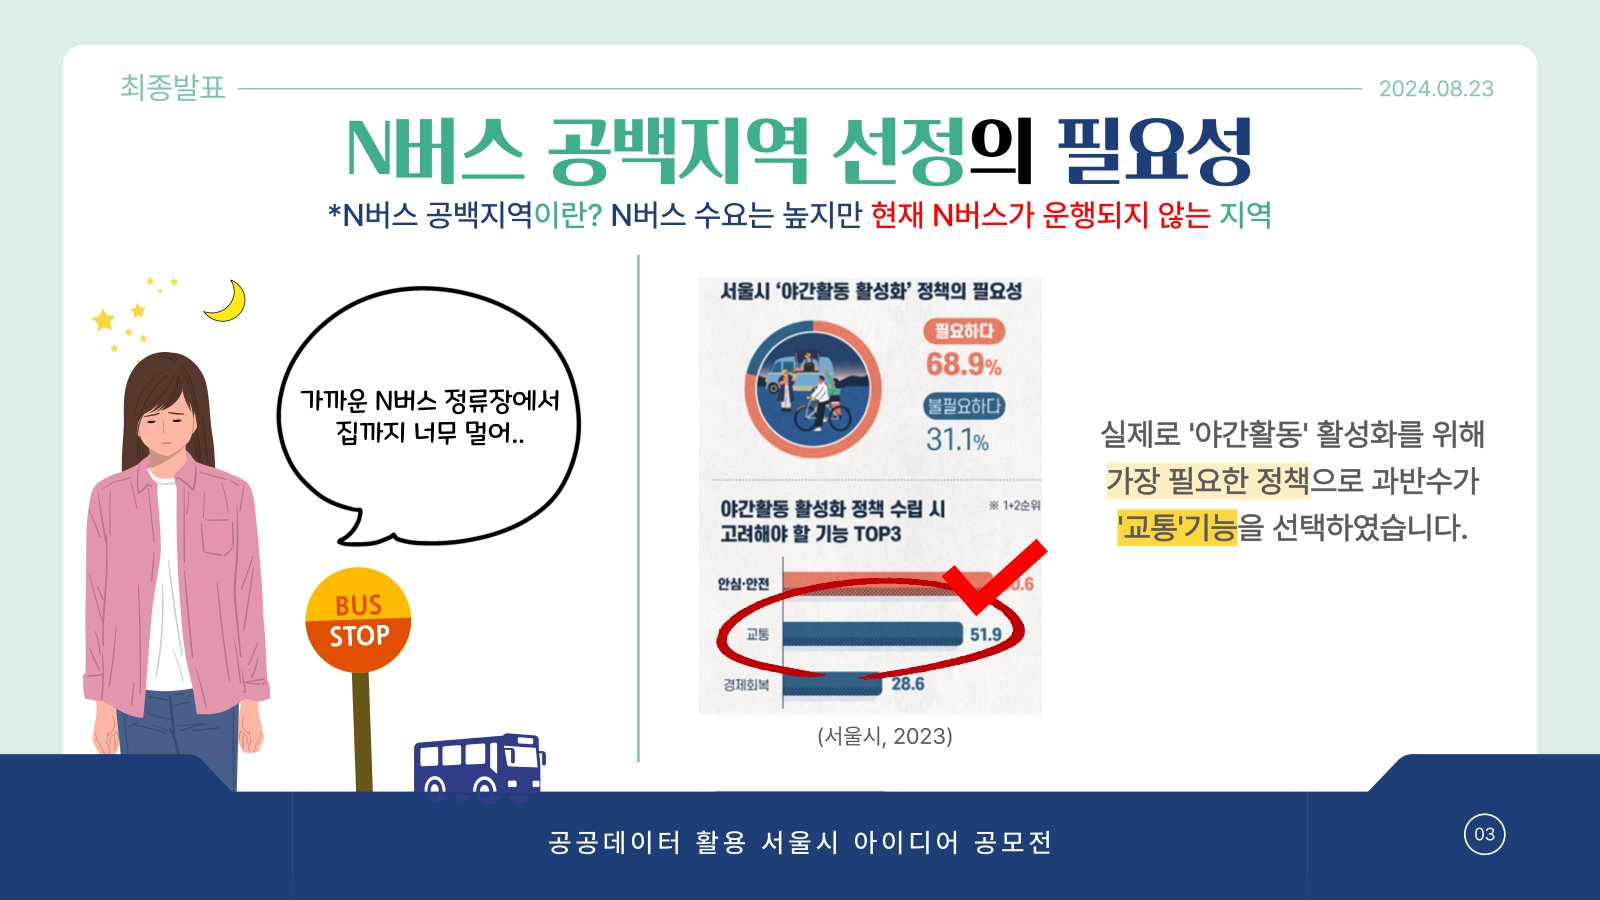 최종발표
2024.08.23
N버스 공백지역 선정의 필요성
*N버스 공백지역이란? N버스 수요는 높지만 현재 N버스가 운행되지 않는 지역
가까운 N버스 정류장에서
집까지 너무 멀어..
BUS
STOP
서울시 ‘야간활동 활성화’ 정책의 필요성
필요하다
68.9%
불필요하다
31.1%
야간활동 활성화 정책 수립 시
고려해야 할 기능 TOP3
※ 1+2순위
안심·안전
교통 51.9
경제회복 28.6
(서울시, 2023)
실제로 '야간활동' 활성화를 위해
가장 필요한 정책으로 과반수가
'교통'기능을 선택하였습니다.
공공데이터 활용 서울시 아이디어 공모전
03